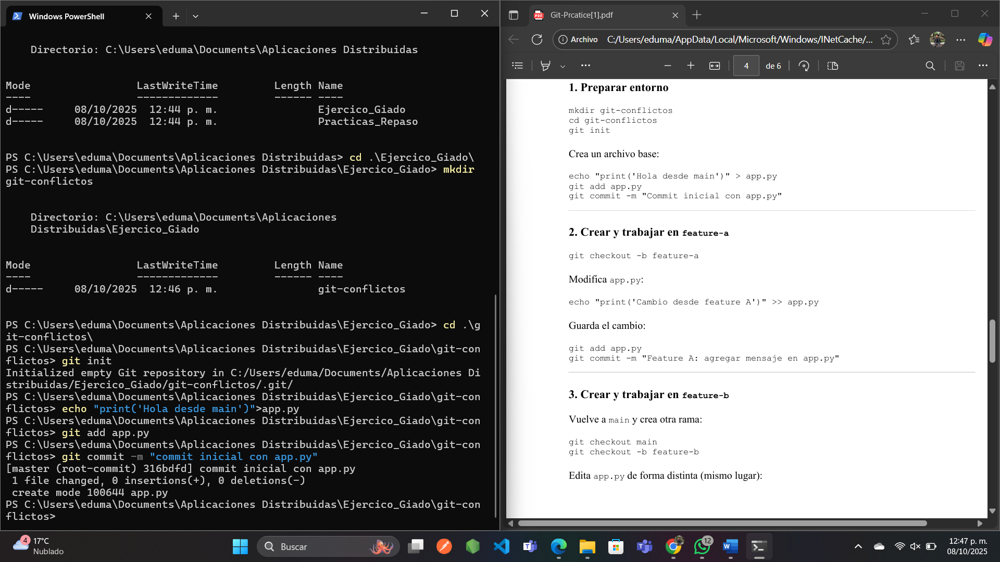 Windows PowerShell
Directorio: C:\Users\eduma\Documents\Aplicaciones Distribuidas
Mode                 LastWriteTime         Length Name
----                 -------------         ------ ----
d-----       08/10/2025  12:44 p. m.                Ejercico_Giado
d-----       08/10/2025  12:44 p. m.                Practicas_Repaso
PS C:\Users\eduma\Documents\Aplicaciones Distribuidas> cd .\Ejercico_Giado\
PS C:\Users\eduma\Documents\Aplicaciones Distribuidas\Ejercico_Giado> mkdir
git-conflictos
Directorio: C:\Users\eduma\Documents\Aplicaciones
Distribuidas\Ejercico_Giado
Mode                 LastWriteTime         Length Name
----                 -------------         ------ ----
d-----       08/10/2025  12:46 p. m.                git-conflictos
PS C:\Users\eduma\Documents\Aplicaciones Distribuidas\Ejercico_Giado> cd .\g
it-conflictos\
PS C:\Users\eduma\Documents\Aplicaciones Distribuidas\Ejercico_Giado\git-con
flictos> git init
Initialized empty Git repository in C:/Users/eduma/Documents/Aplicaciones Di
stribuidas/Ejercico_Giado/git-conflictos/.git/
PS C:\Users\eduma\Documents\Aplicaciones Distribuidas\Ejercico_Giado\git-con
flictos> echo "print('Hola desde main')">app.py
PS C:\Users\eduma\Documents\Aplicaciones Distribuidas\Ejercico_Giado\git-con
flictos> git add app.py
PS C:\Users\eduma\Documents\Aplicaciones Distribuidas\Ejercico_Giado\git-con
flictos> git commit -m "commit inicial con app.py"
[master (root-commit) 316bdfd] commit inicial con app.py
1 file changed, 0 insertions(+), 0 deletions(-)
create mode 100644 app.py
PS C:\Users\eduma\Documents\Aplicaciones Distribuidas\Ejercico_Giado\git-con
flictos>
Git-Prcatice[1].pdf
Archivo C:/Users/eduma/AppData/Local/Microsoft/Windows/INetCache/...
4 de 6
1. Preparar entorno
mkdir git-conflictos
cd git-conflictos
git init
Crea un archivo base:
echo "print('Hola desde main')" > app.py
git add app.py
git commit -m "Commit inicial con app.py"
2. Crear y trabajar en feature-a
git checkout -b feature-a
Modifica app.py:
echo "print('Cambio desde feature A')" >> app.py
Guarda el cambio:
git add app.py
git commit -m "Feature A: agregar mensaje en app.py"
3. Crear y trabajar en feature-b
Vuelve a main y crea otra rama:
git checkout main
git checkout -b feature-b
Edita app.py de forma distinta (mismo lugar):
4
17°C
Nublado
Buscar
12
12:47 p. m.
08/10/2025